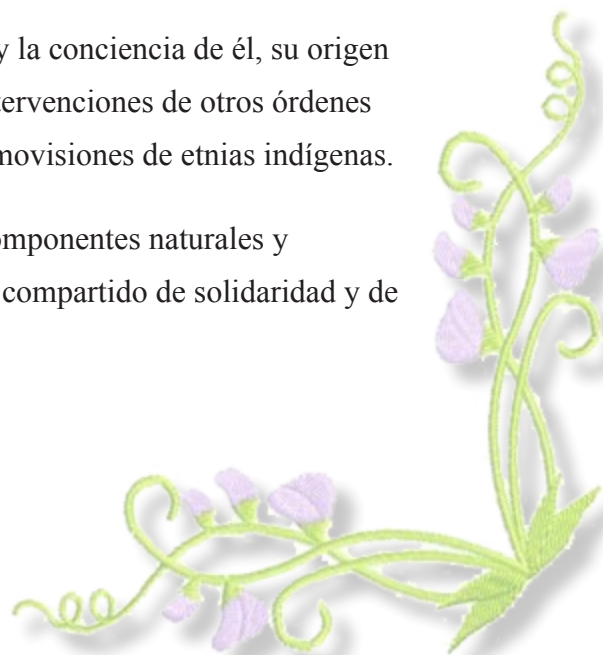 y la conciencia de él, su origen
tervenciones de otros órdenes
movisiones de etnias indígenas.
omponentes naturales y
compartido de solidaridad y de